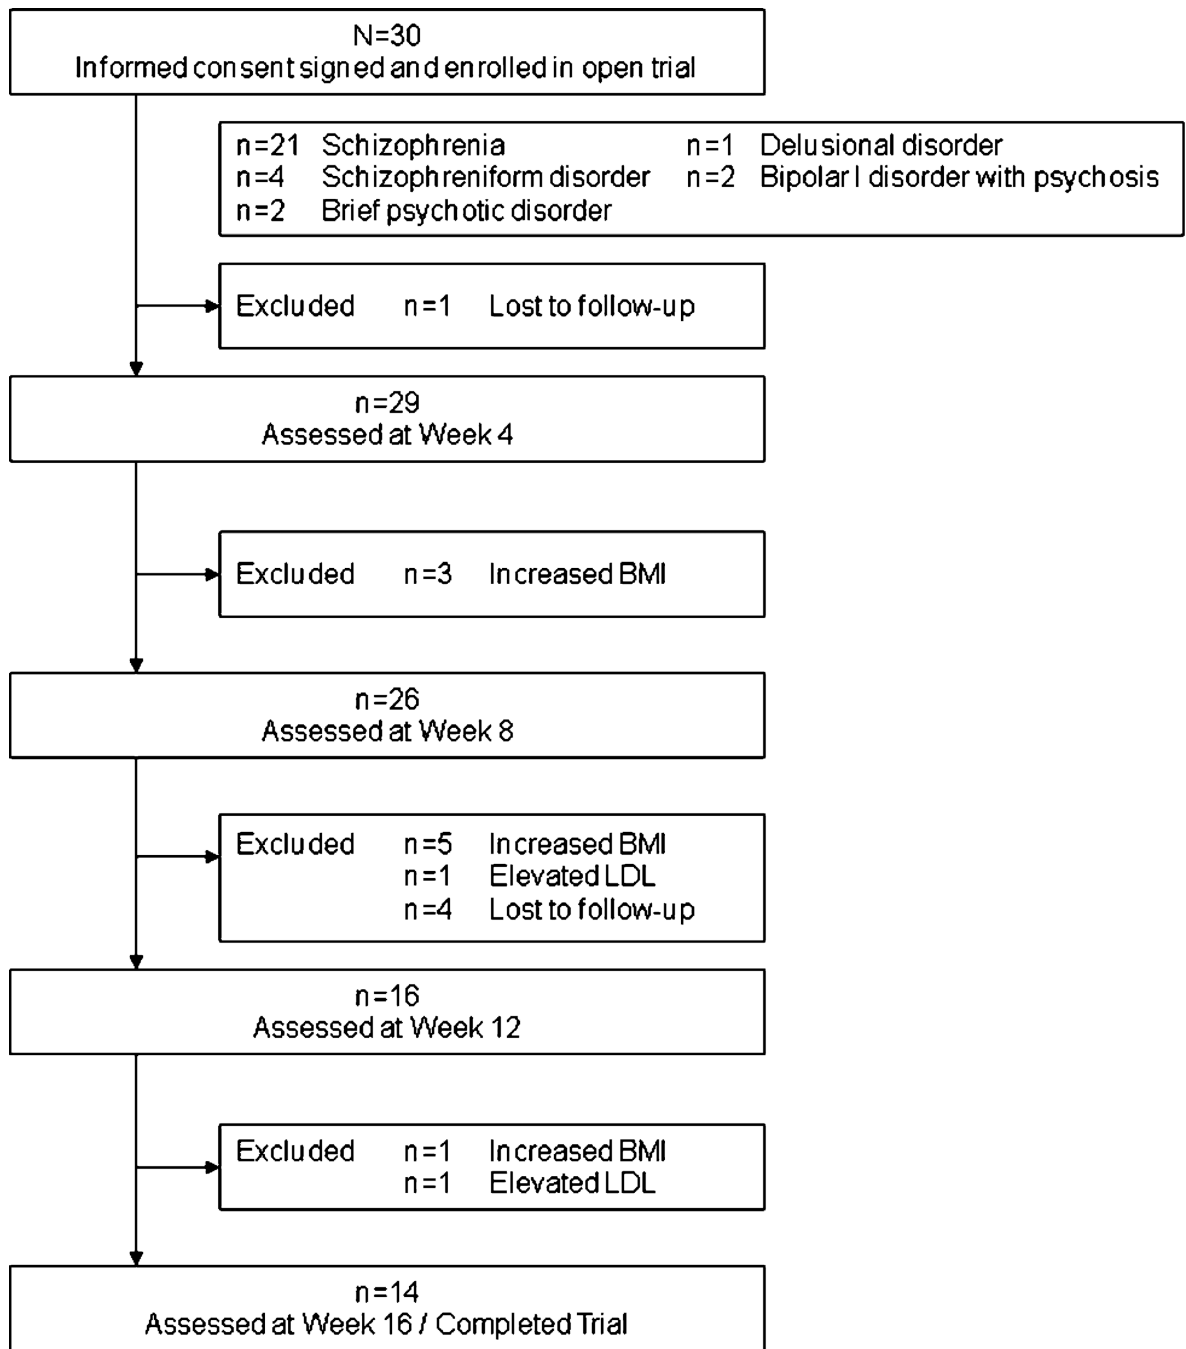 N=30
Informed consent signed and enrolled in open trial
n=21 Schizophrenia n=1 Delusional disorder
n=4 Schizophreniform disorder n=2 Bipolar I disorder with psychosis
n=2 Brief psychotic disorder
Excluded n=1 Lost to follow-up
n=29
Assessed at Week 4
Excluded n=3 Increased BMI
n=26
Assessed at Week 8
Excluded n=5 Increased BMI
n=1 Elevated LDL
n=4 Lost to follow-up
n=16
Assessed at Week 12
Excluded n=1 Increased BMI
n=1 Elevated LDL
n=14
Assessed at Week 16 / Completed Trial